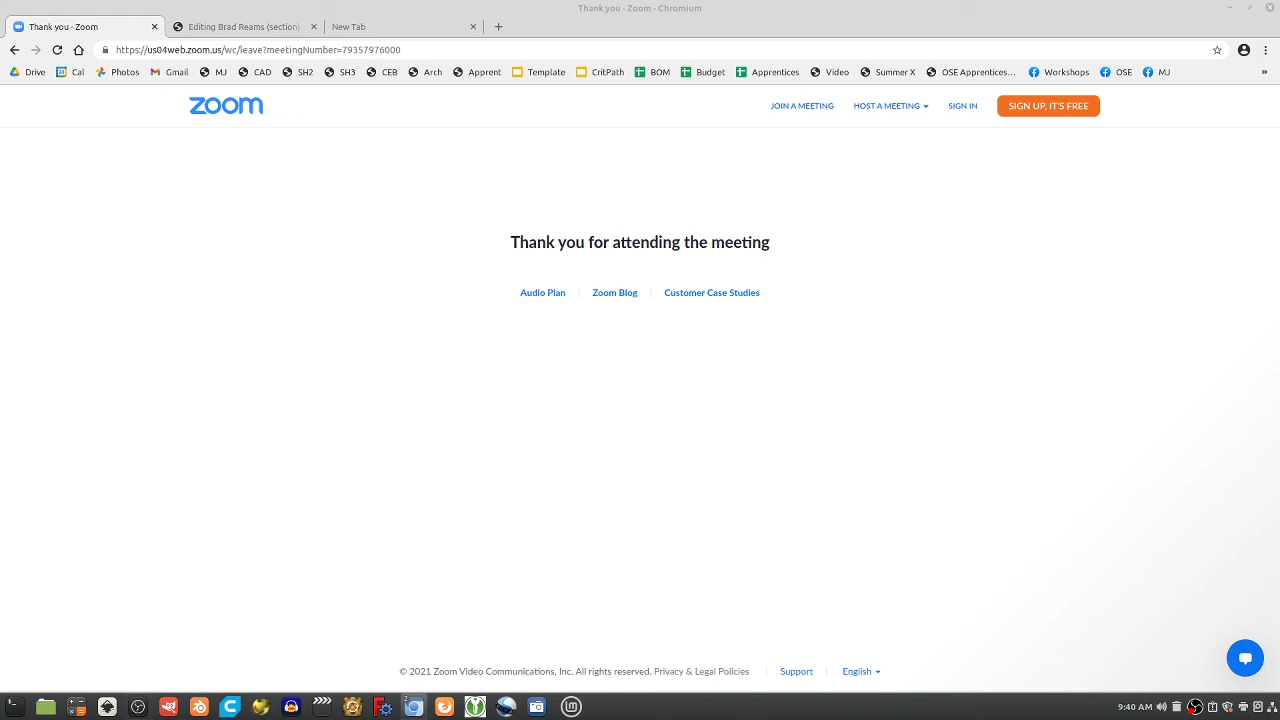 Thank you - Zoom - Chromium
Thank you - Zoom
Editing Brad Reams (section)
New Tab
https://us04web.zoom.us/wc/leave?meetingNumber=79357976000
Drive
Cal
Photos
Gmail
MJ
CAD
SH2
SH3
CEB
Arch
Apprent
Template
CritPath
BOM
Budget
Apprentices
Video
Summer X
OSE Apprentices...
Workshops
OSE
MJ
»
zoom
JOIN A MEETING
HOST A MEETING
SIGN IN
SIGN UP, IT'S FREE
Thank you for attending the meeting
Audio Plan
Zoom Blog
Customer Case Studies
© 2021 Zoom Video Communications, Inc. All rights reserved. Privacy & Legal Policies
Support
English
9:40 AM